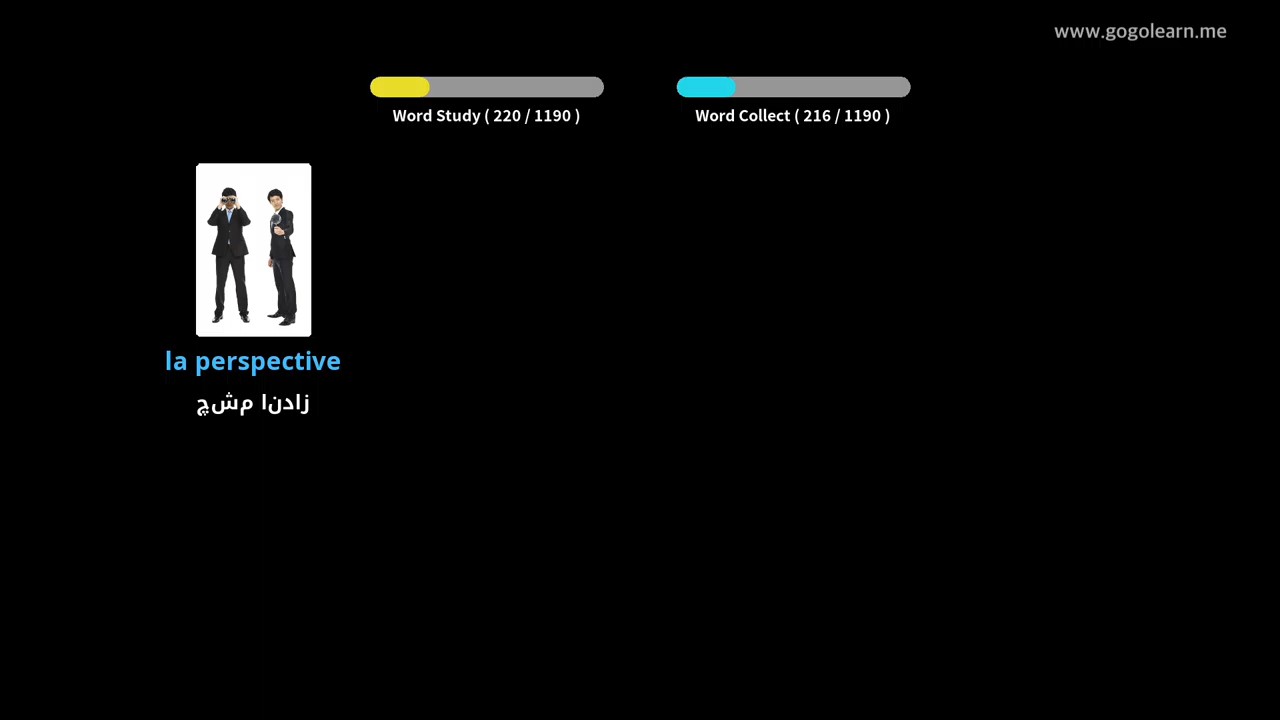 www.gogolearn.me
Word Study ( 220 / 1190 )
Word Collect ( 216 / 1190 )
la perspective
زادنا مشچ